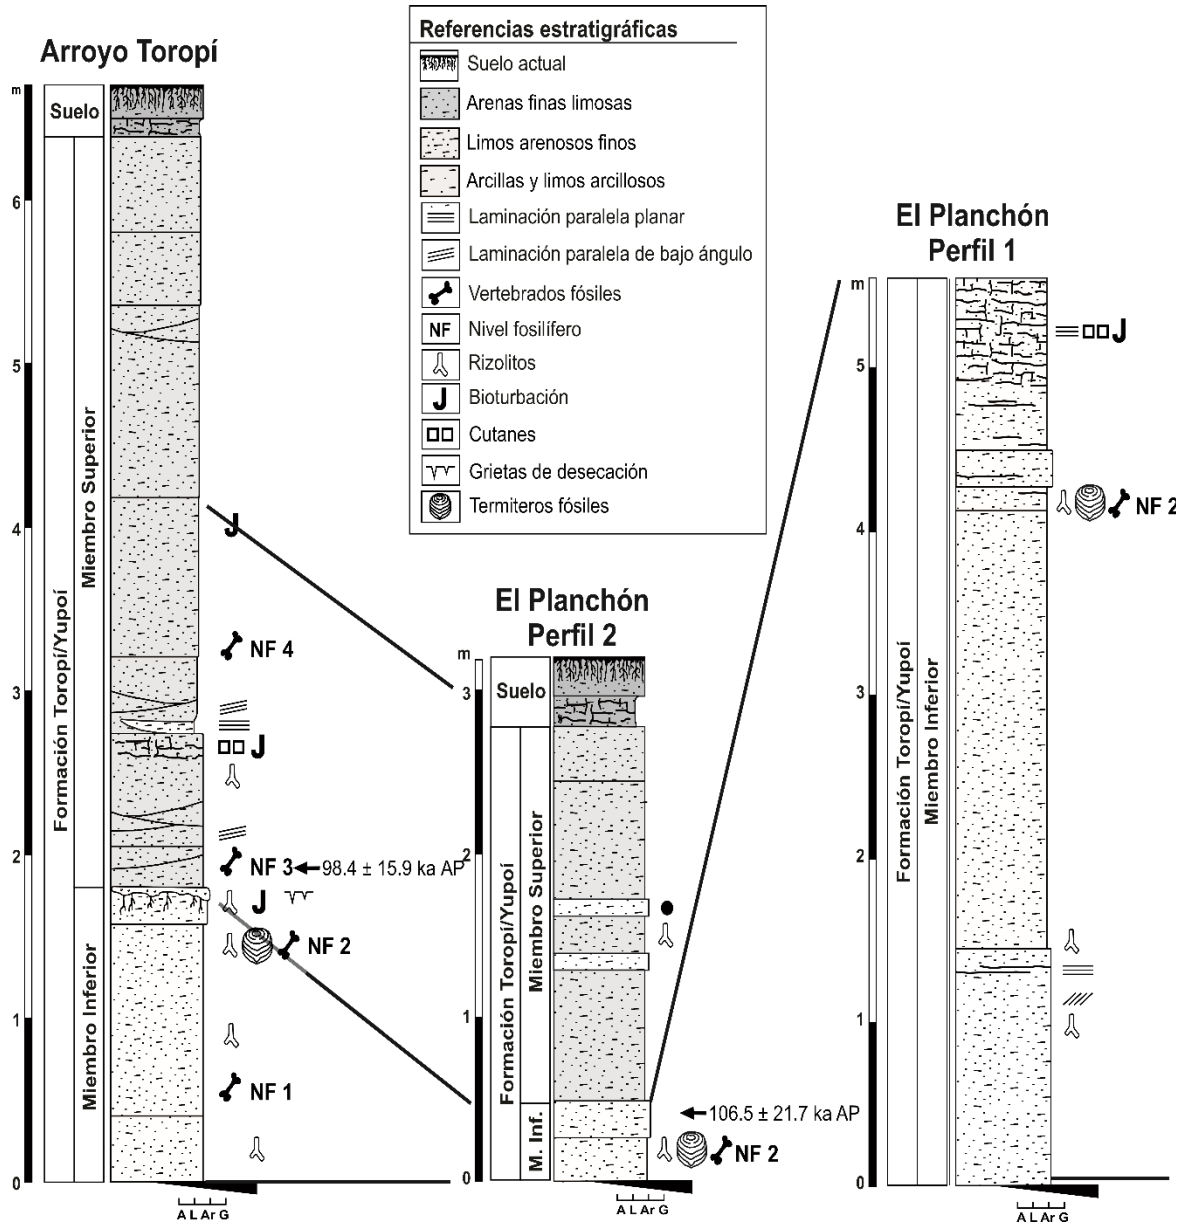 Arroyo Toropí
m
Suelo
6
5
4
3
2
1
0
Formación Toropí/Yupoí
Miembro Superior
Miembro Inferior
J
NF 4
J
NF 3
98.4 ± 15.9 ka AP
J
NF 2
NF 1
A L Ar G
Referencias estratigráficas
Suelo actual
Arenas finas limosas
Limos arenosos finos
Arcillas y limos arcillosos
Laminación paralela planar
Laminación paralela de bajo ángulo
Vertebrados fósiles
NF Nivel fosilífero
Rizolitos
J Bioturbación
Cutanes
Grietas de desecación
Termiteros fósiles
El Planchón
Perfil 2
m
Suelo
3
2
1
0
Formación Toropí/Yupoí
Miembro Superior
M. Inf.
106.5 ± 21.7 ka AP
NF 2
A L Ar G
El Planchón
Perfil 1
m
5
4
3
2
1
0
Formación Toropí/Yupoí
Miembro Inferior
J
NF 2
A L Ar G